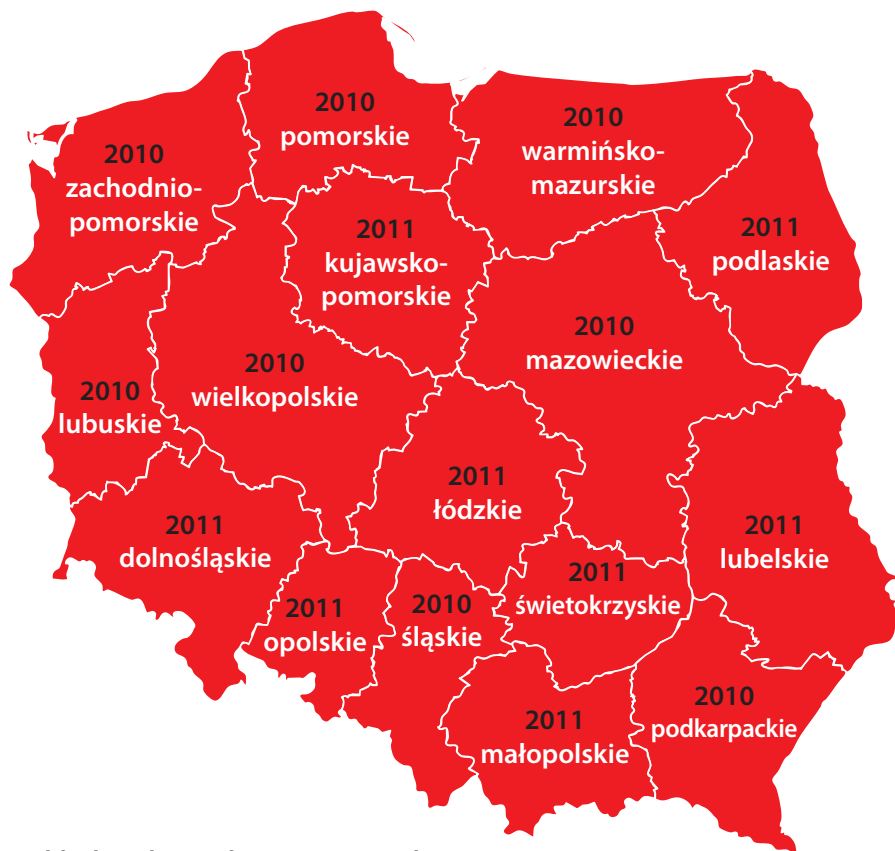 2010
pomorskie
2010
warmińsko-
mazurskie
2010
zachodnio-
pomorskie
2011
kujawsko-
pomorskie
2011
podlaskie
2010
mazowieckie
2010
wielkopolskie
2010
lubuskie
2011
łódzkie
2011
dolnośląskie
2011
lubelskie
2011
opolskie
2010
śląskie
2011
świetokrzyskie
2010
podkarpackie
2011
małopolskie